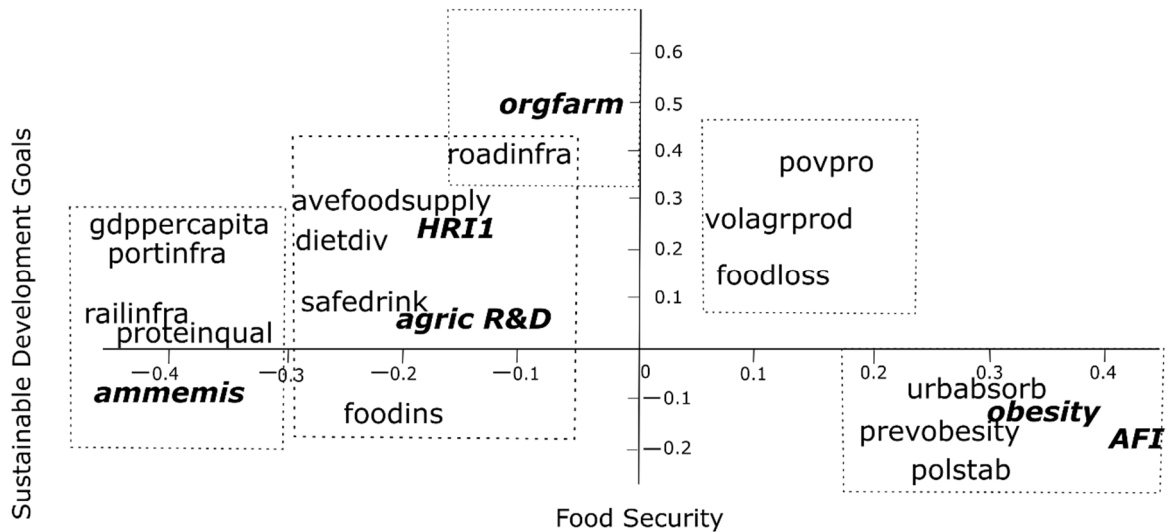 Sustainable Development Goals
0.6
orgfarm
0.5
roadinfra
0.4
povpro
avefoodsupply
0.3
gdppercapita
HRI1
volagrprod
portinfra
dietdiv
0.2
foodloss
railinfra
safedrink
0.1
proteinqual
agric R&D
—0.4
—0.3
—0.2
—0.1
0
0.1
0.2
0.3
0.4
ammemis
urbabsorb
—0.1
foodins
obesity
prevobesity
AFI
—0.2
polstab
Food Security